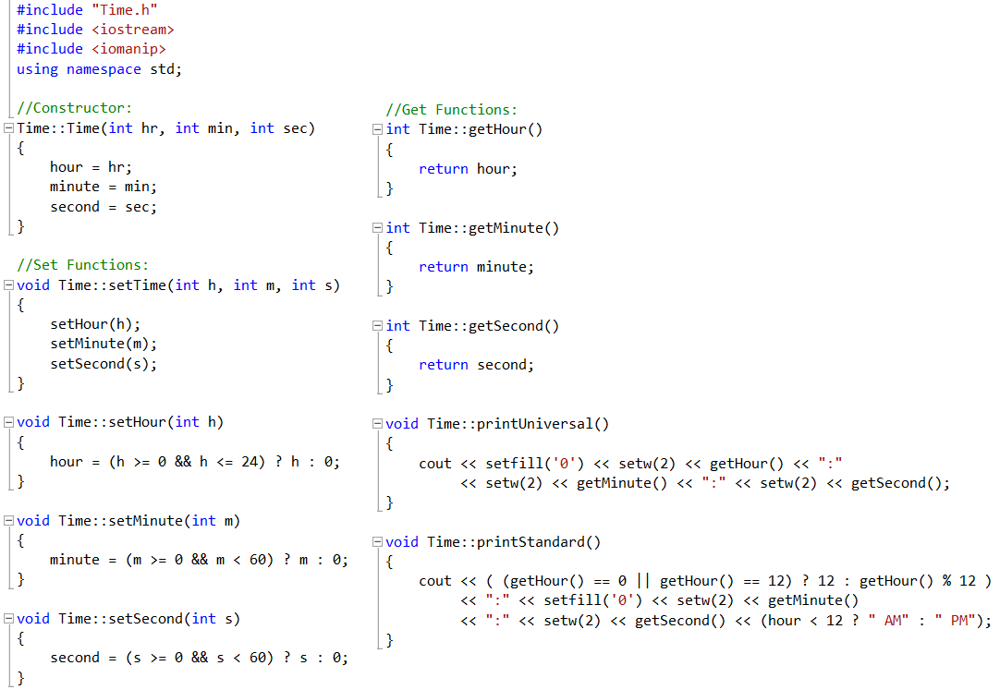 #include "Time.h"
#include <iostream>
#include <iomanip>
using namespace std;

//Constructor:
Time::Time(int hr, int min, int sec)
{
    hour = hr;
    minute = min;
    second = sec;
}

//Set Functions:
void Time::setTime(int h, int m, int s)
{
    setHour(h);
    setMinute(m);
    setSecond(s);
}

void Time::setHour(int h)
{
    hour = (h >= 0 && h <= 24) ? h : 0;
}

void Time::setMinute(int m)
{
    minute = (m >= 0 && m < 60) ? m : 0;
}

void Time::setSecond(int s)
{
    second = (s >= 0 && s < 60) ? s : 0;
}

//Get Functions:
int Time::getHour()
{
    return hour;
}

int Time::getMinute()
{
    return minute;
}

int Time::getSecond()
{
    return second;
}

void Time::printUniversal()
{
    cout << setfill('0') << setw(2) << getHour() << ":"
         << setw(2) << getMinute() << ":" << setw(2) << getSecond();
}

void Time::printStandard()
{
    cout << ( (getHour() == 0 || getHour() == 12) ? 12 : getHour() % 12 )
         << ":" << setfill('0') << setw(2) << getMinute()
         << ":" << setw(2) << getSecond() << (hour < 12 ? " AM" : " PM");
}